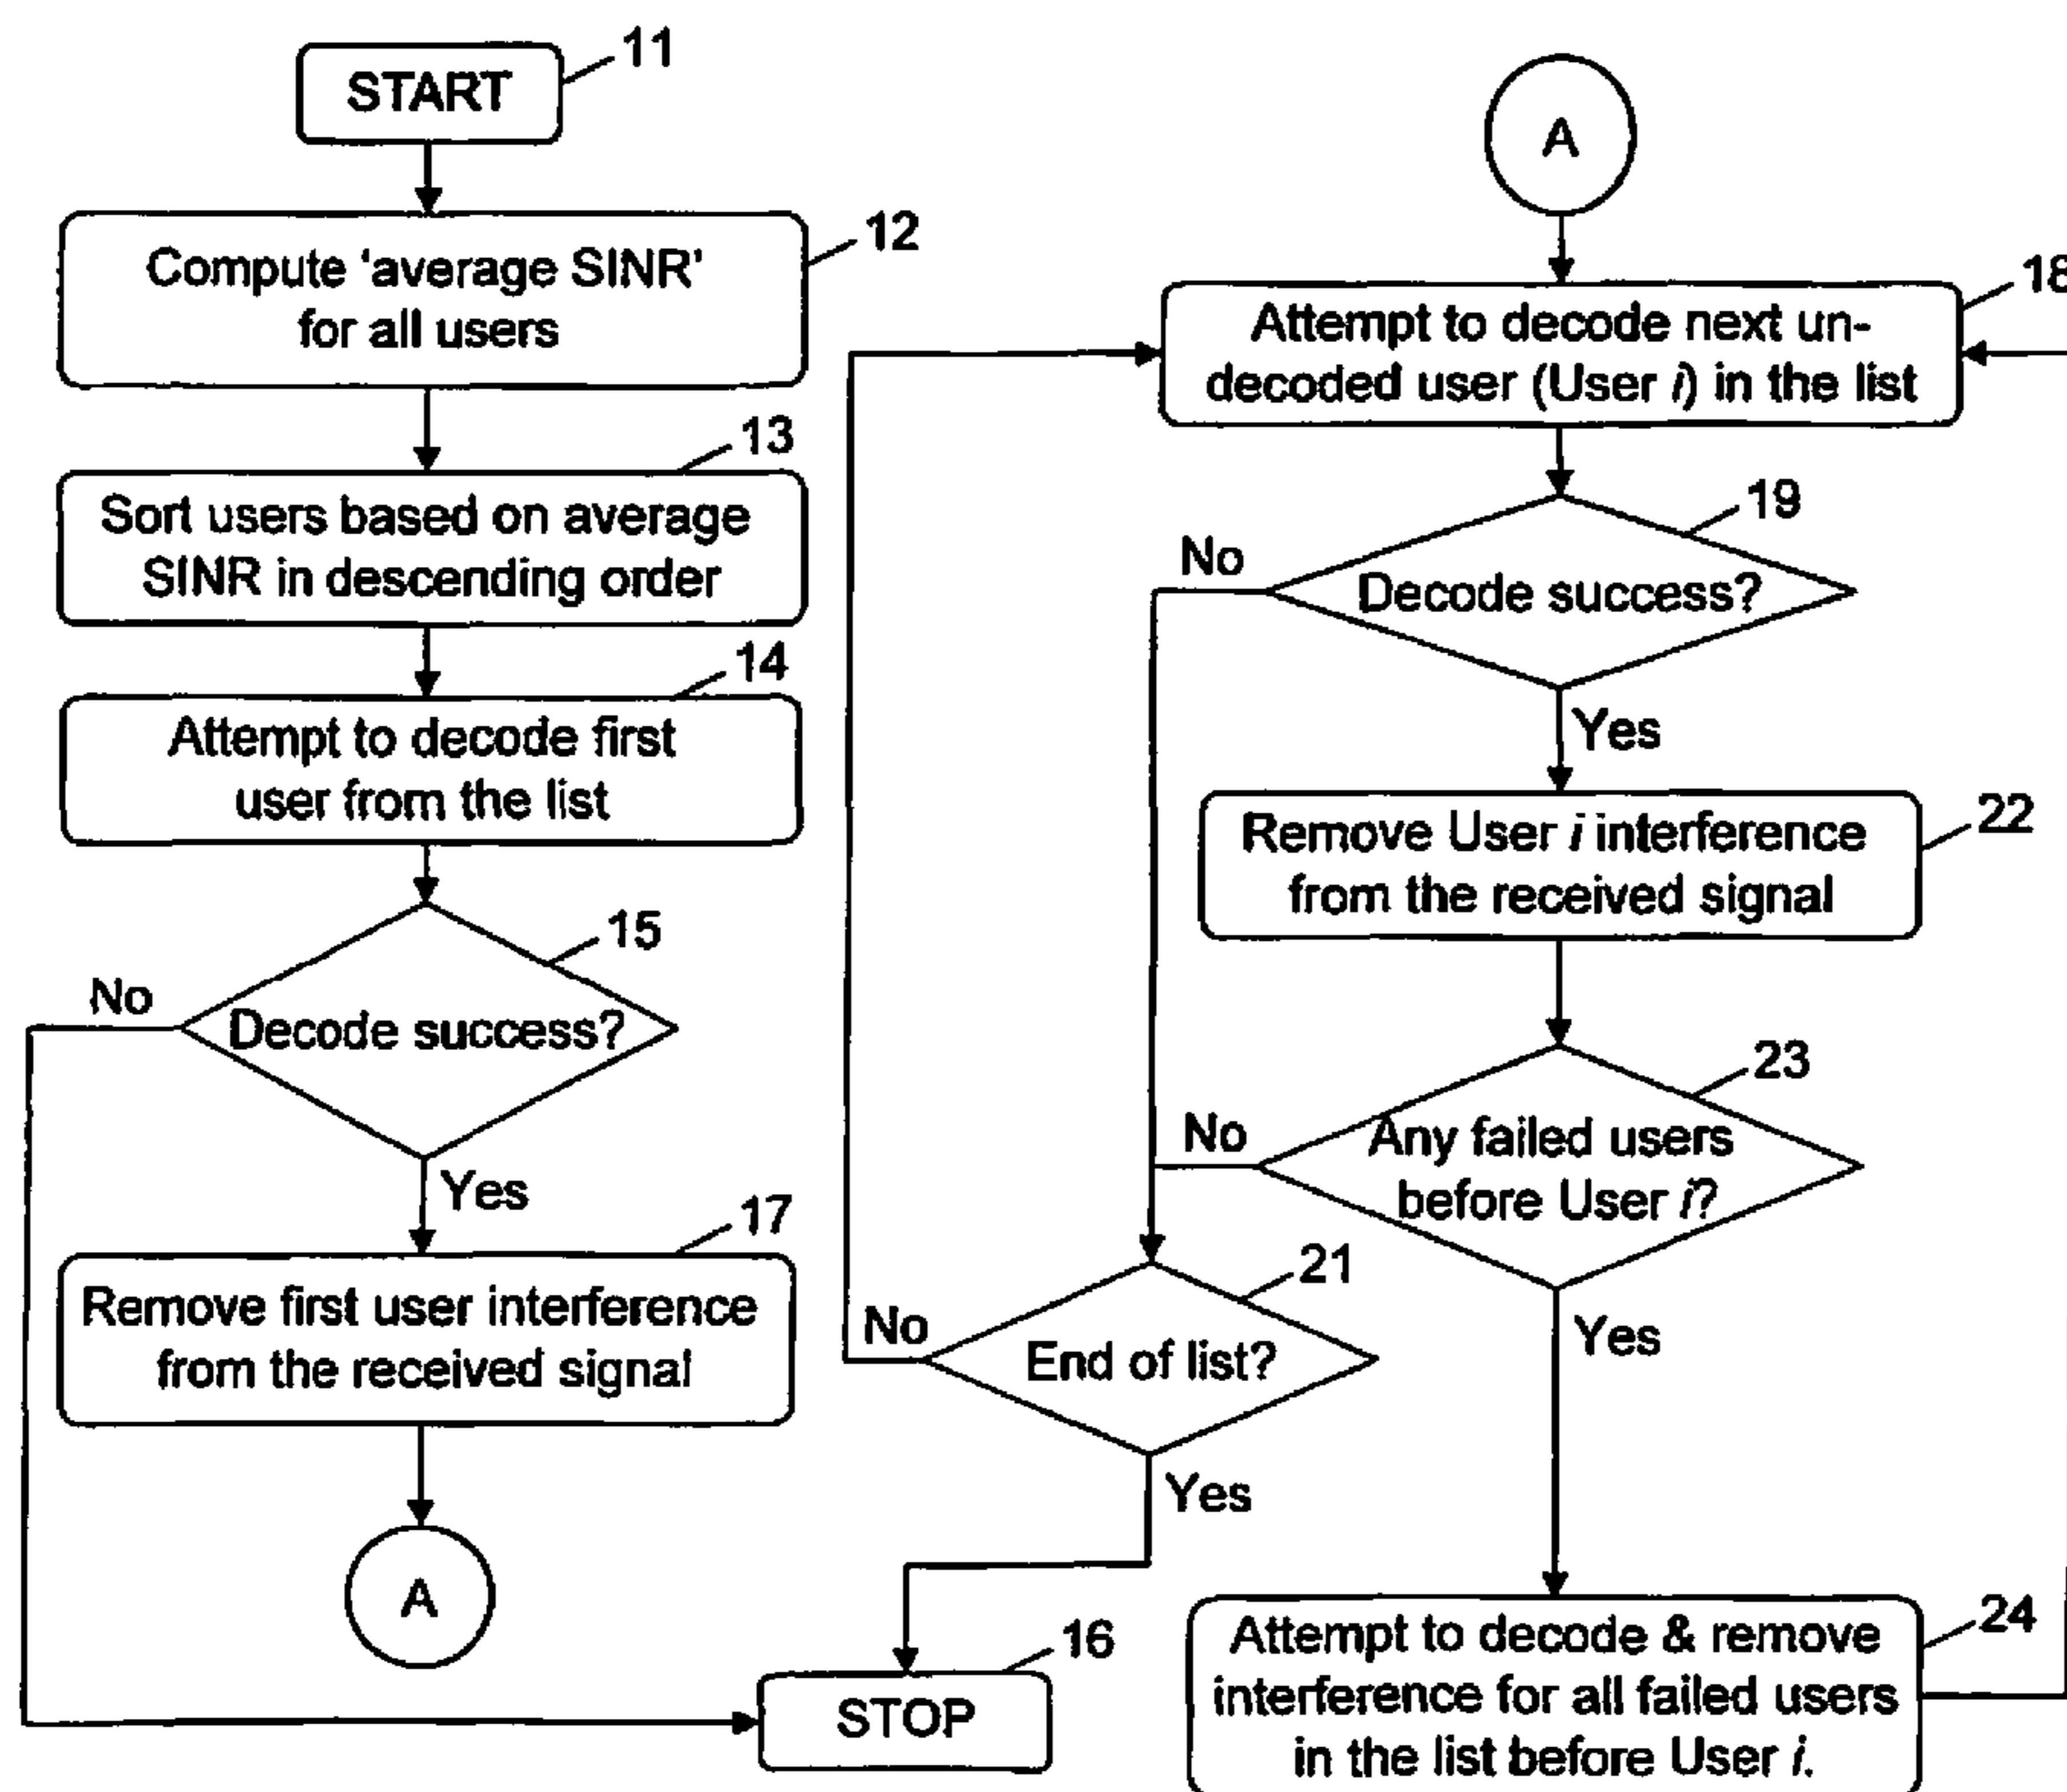 START
11
Compute 'average SINR'
for all users
12
Sort users based on average
SINR in descending order
13
Attempt to decode first
user from the list
14
Decode success?
15
No
Yes
Remove first user interference
from the received signal
17
A
STOP
16
A
Attempt to decode next un-
decoded user (User i) in the list
18
Decode success?
19
No
Yes
Remove User i interference
from the received signal
22
Any failed users
before User i?
23
No
Yes
End of list?
21
No
Yes
Attempt to decode & remove
interference for all failed users
in the list before User i.
24